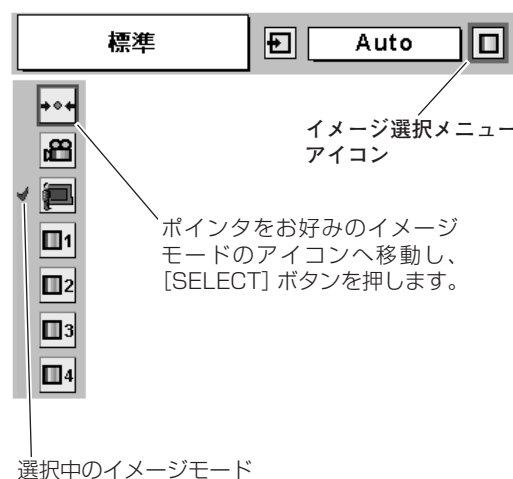 標準
Auto
イメージ選択メニュー
アイコン
ポインタをお好みのイメージ
モードのアイコンへ移動し、
［SELECT］ボタンを押します。
1
2
3
4
選択中のイメージモード